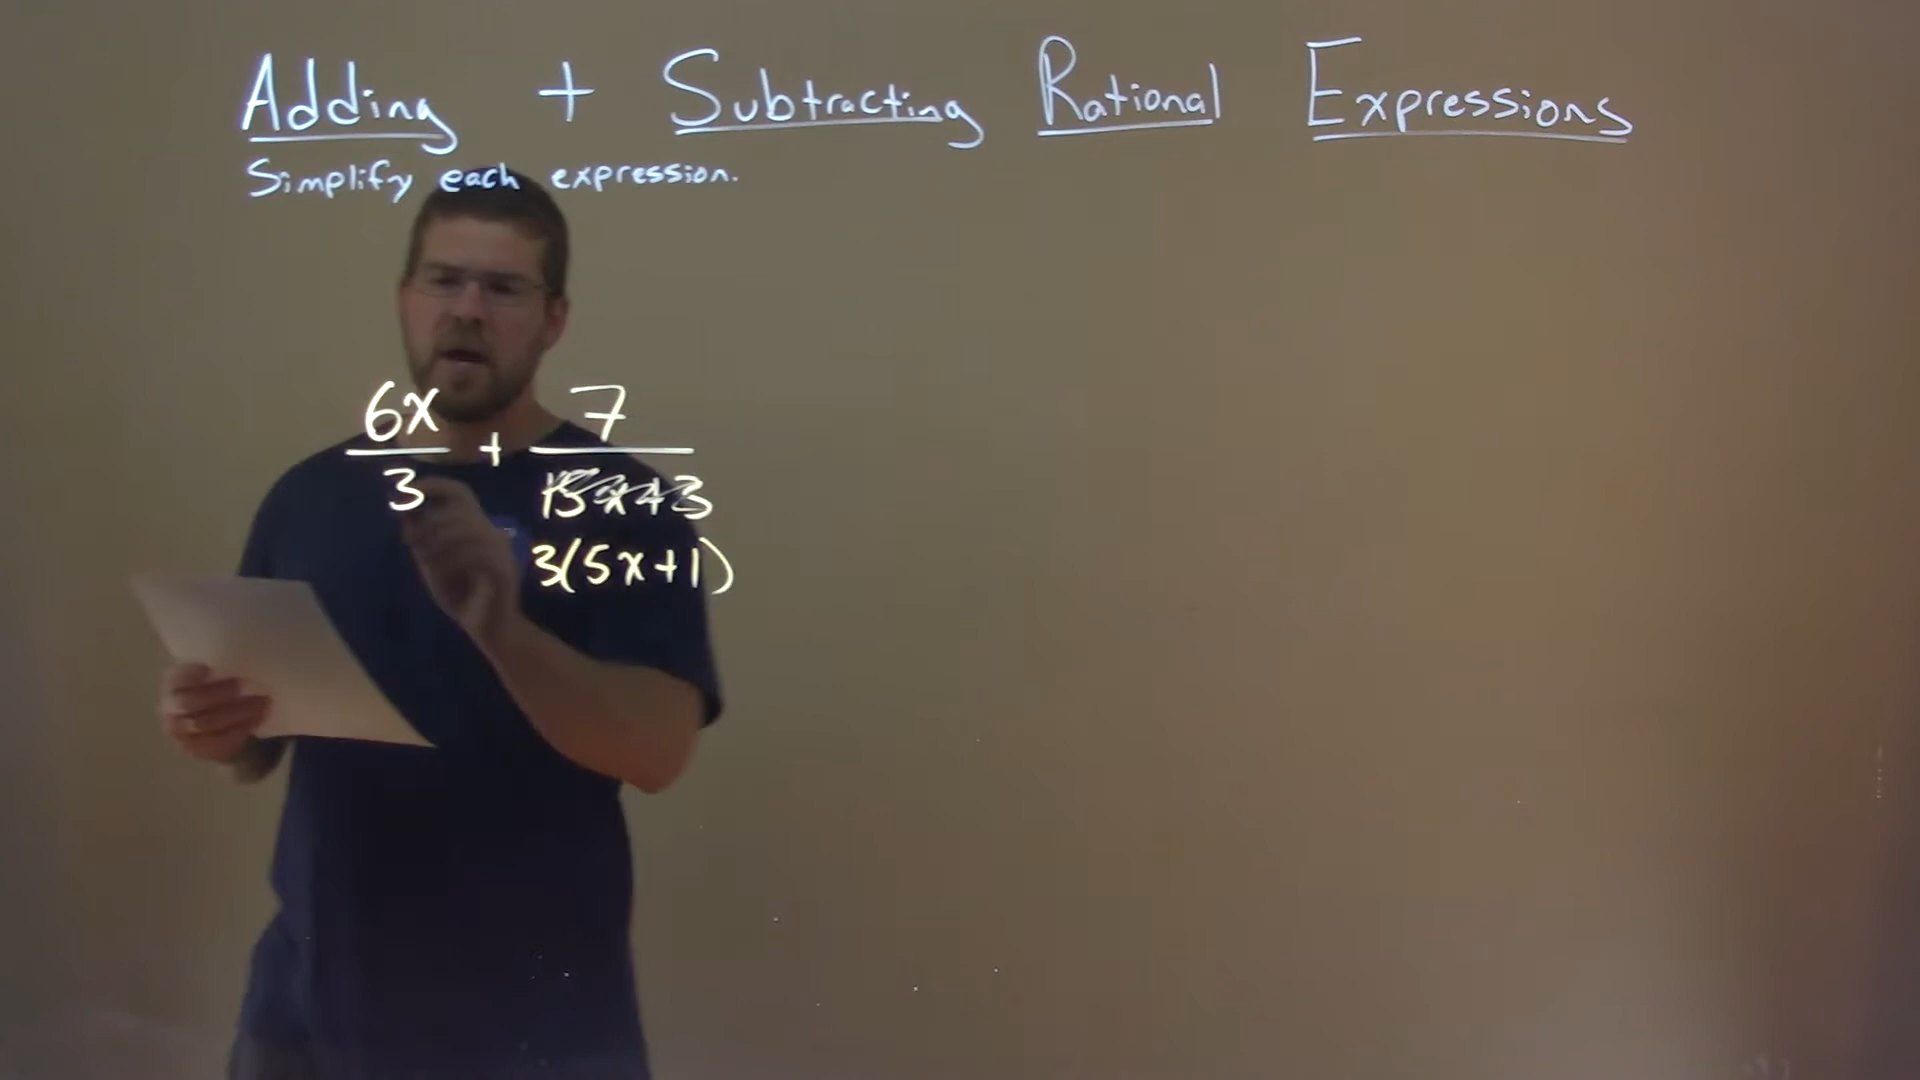 Adding + Subtracting Rational Expressions
Simplify each expression.
6x/3 + 7/15x+3
3(5x+1)